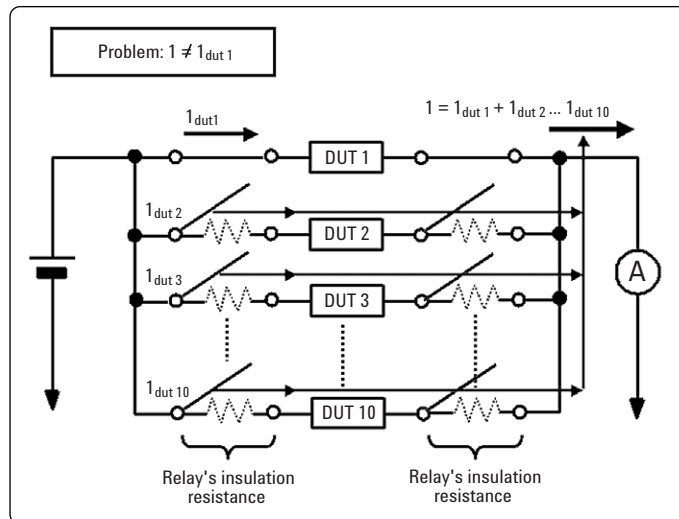 Problem: 1 ≠ 1dut 1
1dut1
1 = 1dut 1 + 1dut 2 ... 1dut 10
DUT 1
1dut 2
DUT 2
1dut 3
DUT 3
A
1dut 10
DUT 10
Relay's insulation
resistance
Relay's insulation
resistance